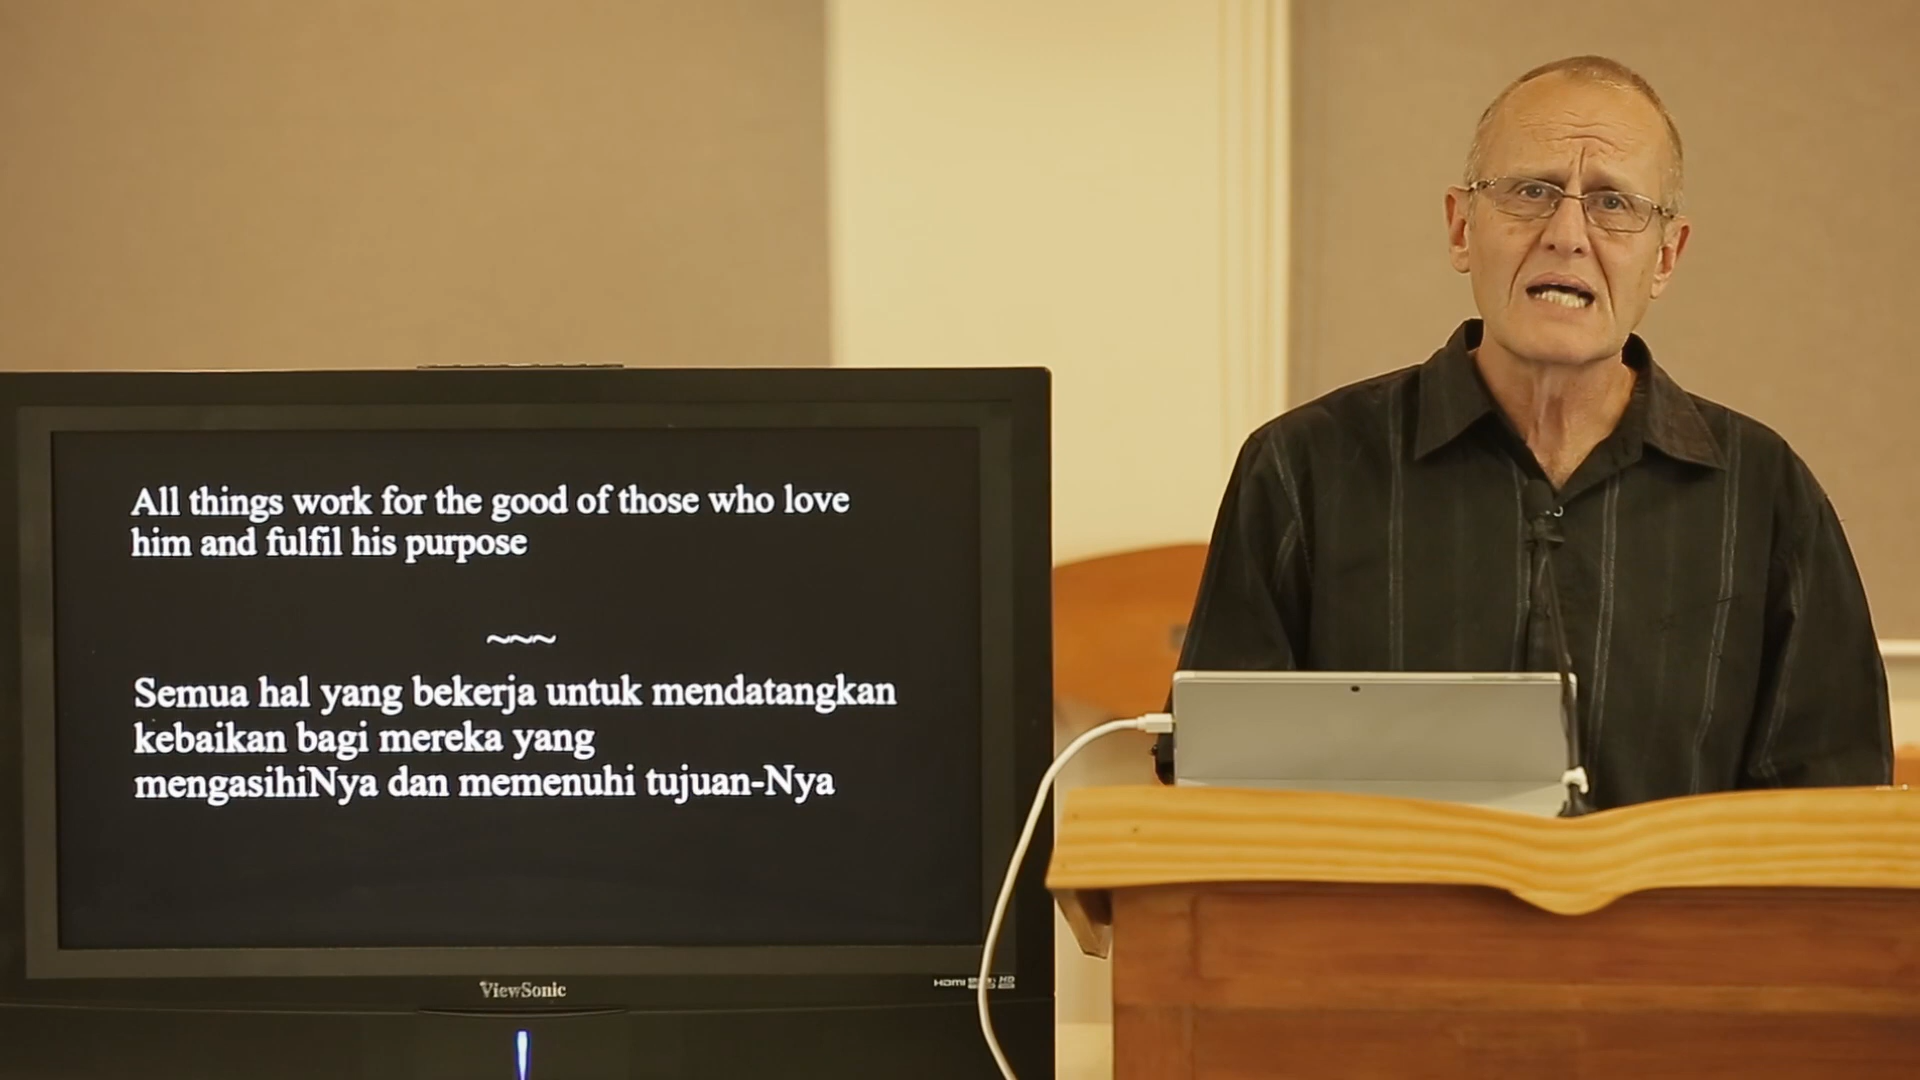 All things work for the good of those who love
him and fulfil his purpose
~~~
Semua hal yang bekerja untuk mendatangkan
kebaikan bagi mereka yang
mengasihiNya dan memenuhi tujuan-Nya
ViewSonic
HDMI